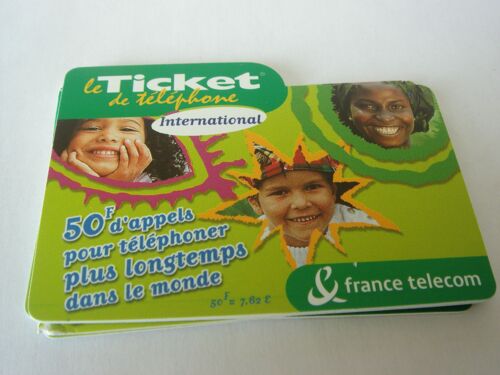 le Ticket®
de téléphone
International
50F d'appels
pour téléphoner
plus longtemps
dans le monde
50F = 7,62 €
& france telecom